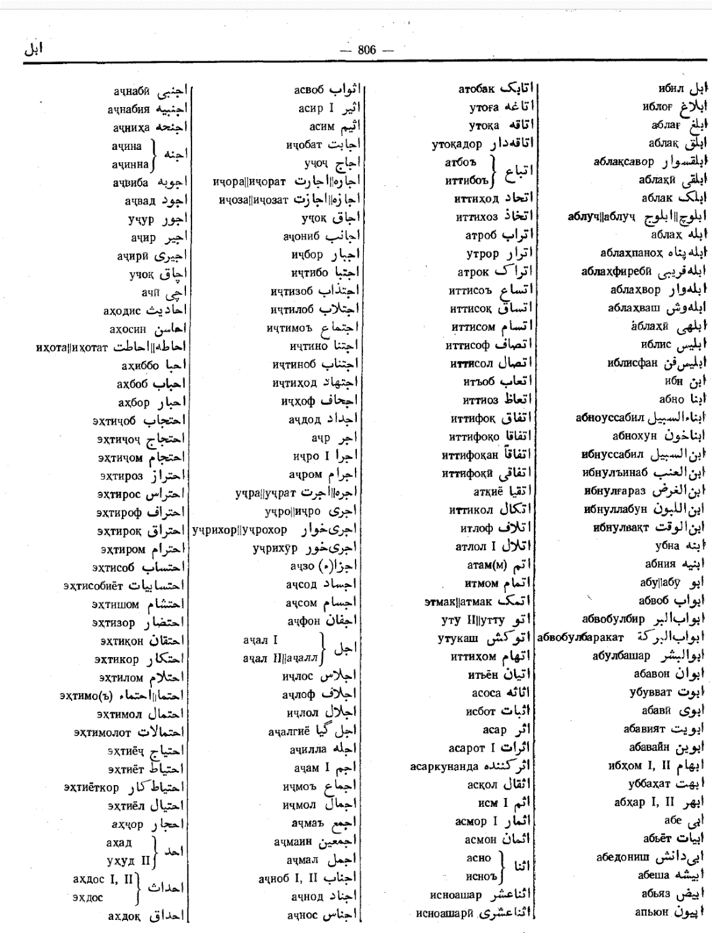 ابل — 806 —
ابل ибил
ابلاغ иблоғ
ابلغ аблағ
ابلق аблақ
ابلقسوار аблақсавор
ابلقی аблақӣ
ابلک аблак
ابلوچ||ابلوج аблуч||аблуҷ
ابله аблаҳ
ابله‌پناه аблаҳпаноҳ
ابله‌فریبی аблаҳфиребӣ
ابله‌وار аблаҳвор
ابله‌وش аблаҳваш
ابلهی аблаҳӣ
ابلیس иблис
ابلیس‌فن иблисфан
ابن ибн
ابنا абно
ابناءالسبیل абноуссабил
ابناخون абнохун
ابن‌السبیل ибнуссабил
ابن‌العنب ибнулъинаб
ابن‌الغرض ибнулғараз
ابن‌اللبون ибнуллабун
ابن‌الوقت ибнулвақт
ابنه убна
ابنیه абния
ابو абу||абӯ
ابواب абвоб
ابواب‌البر абвобулбир
ابواب‌البرکة абвобулбаракат
ابوالبشر абулбашар
ابوان абавон
ابوت убувват
ابوی абавӣ
ابویت абавият
ابوین абавайн
ابهام ибҳом I, II
ابهت уббаҳат
ابهر абҳар I, II
ابی абе
ابیات абьёт
ابی‌دانش абедониш
ابیشه абеша
ابیض абьяз
اپیون апьюн
اتابک атобак
اتاغه утоға
اتاقه утоқа
اتاقه‌دار утоқадор
اتباع { атбоъ
иттибоъ
اتحاد иттиҳод
اتخاذ иттихоз
اتراب атроб
اترار утрор
اتراک атрок
اتساع иттисоъ
اتساق иттисоқ
اتسام иттисом
اتصاف иттисоф
اتصال иттисол
اتعاب итъоб
اتعاظ иттиоз
اتفاق иттифоқ
اتفاقا иттифоқо
اتفاقاً иттифоқан
اتفاقی иттифоқӣ
اتقیا атқиё
اتکال иттикол
اتلاف итлоф
اتلال атлол I
اتم атам(м)
اتمام итмом
اتمک этмак||атмак
اتو уту II||утту
اتوکش утукаш
اتهام иттиҳом
اتیان итьён
اثاثه асоса
اثبات исбот
اثر асар
اثرات асарот I
اثرکننده асаркунанда
اثقال асқол
اثم исм I
اثمار асмор I
اثمان асмон
اثنا { асно
исноъ
اثناعشر исноашар
اثناعشری исноашарӣ
اثواب асвоб
اثیر асир I
اثیم асим
اجابت иҷобат
اجاج уҷоҷ
اجاره||اجارت иҷора||иҷорат
اجازه||اجازت иҷоза||иҷозат
اجاق уҷоқ
اجانب аҷониб
اجبار иҷбор
اجتبا иҷтибо
اجتذاب иҷтизоб
اجتلاب иҷтилоб
اجتماع иҷтимоъ
اجتنا иҷтино
اجتناب иҷтиноб
اجتهاد иҷтиҳод
اجحاف иҷҳоф
اجداد аҷдод
اجر аҷр
اجرا иҷро I
اجرام аҷром
اجره||اجرت уҷра||уҷрат
اجری уҷро||иҷро
اجری‌خوار уҷрихор||уҷрохор
اجری‌خور уҷрихӯр
اجزا(ء) аҷзо
اجساد аҷсод
اجسام аҷсом
اجفان аҷфон
اجل { аҷал I
аҷал II||аҷалл
اجلاس иҷлос
اجلاف аҷлоф
اجلال иҷлол
اجل گیا аҷалгиё
اجله аҷилла
اجم аҷам I
اجماع иҷмоъ
اجمال иҷмол
اجمع аҷмаъ
اجمعین аҷмаин
اجمل аҷмал
اجناب аҷноб I, II
اجناد аҷнод
اجناس аҷнос
اجنبی аҷнабӣ
اجنبیه аҷнабия
اجنحه аҷниҳа
اجنه { аҷина
аҷинна
اجوبه аҷвиба
اجود аҷвад
اجور уҷур
اجیر аҷир
اجیری аҷирӣ
اچاق учоқ
اچی ачӣ
احادیث аҳодис
احاسن аҳосин
احاطه||احاطت иҳота||иҳотат
احبا аҳиббо
احباب аҳбоб
احبار аҳбор
احتجاب эҳтиҷоб
احتجاج эҳтиҷоҷ
احتجام эҳтиҷом
احتراز эҳтироз
احتراس эҳтирос
احتراف эҳтироф
احتراق эҳтироқ
احترام эҳтиром
احتساب эҳтисоб
احتسابیات эҳтисобиёт
احتشام эҳтишом
احتضار эҳтизор
احتقان эҳтиқон
احتکار эҳтикор
احتلام эҳтилом
احتما||احتماء эҳтимо(ъ)
احتمال эҳтимол
احتمالات эҳтимолот
احتیاج эҳтиёҷ
احتیاط эҳтиёт
احتیاط‌کار эҳтиёткор
احتیال эҳтиёл
احجار аҳҷор
احد { аҳад
уҳуд II
احداث { аҳдос I, II
эҳдос
احداق аҳдоқ